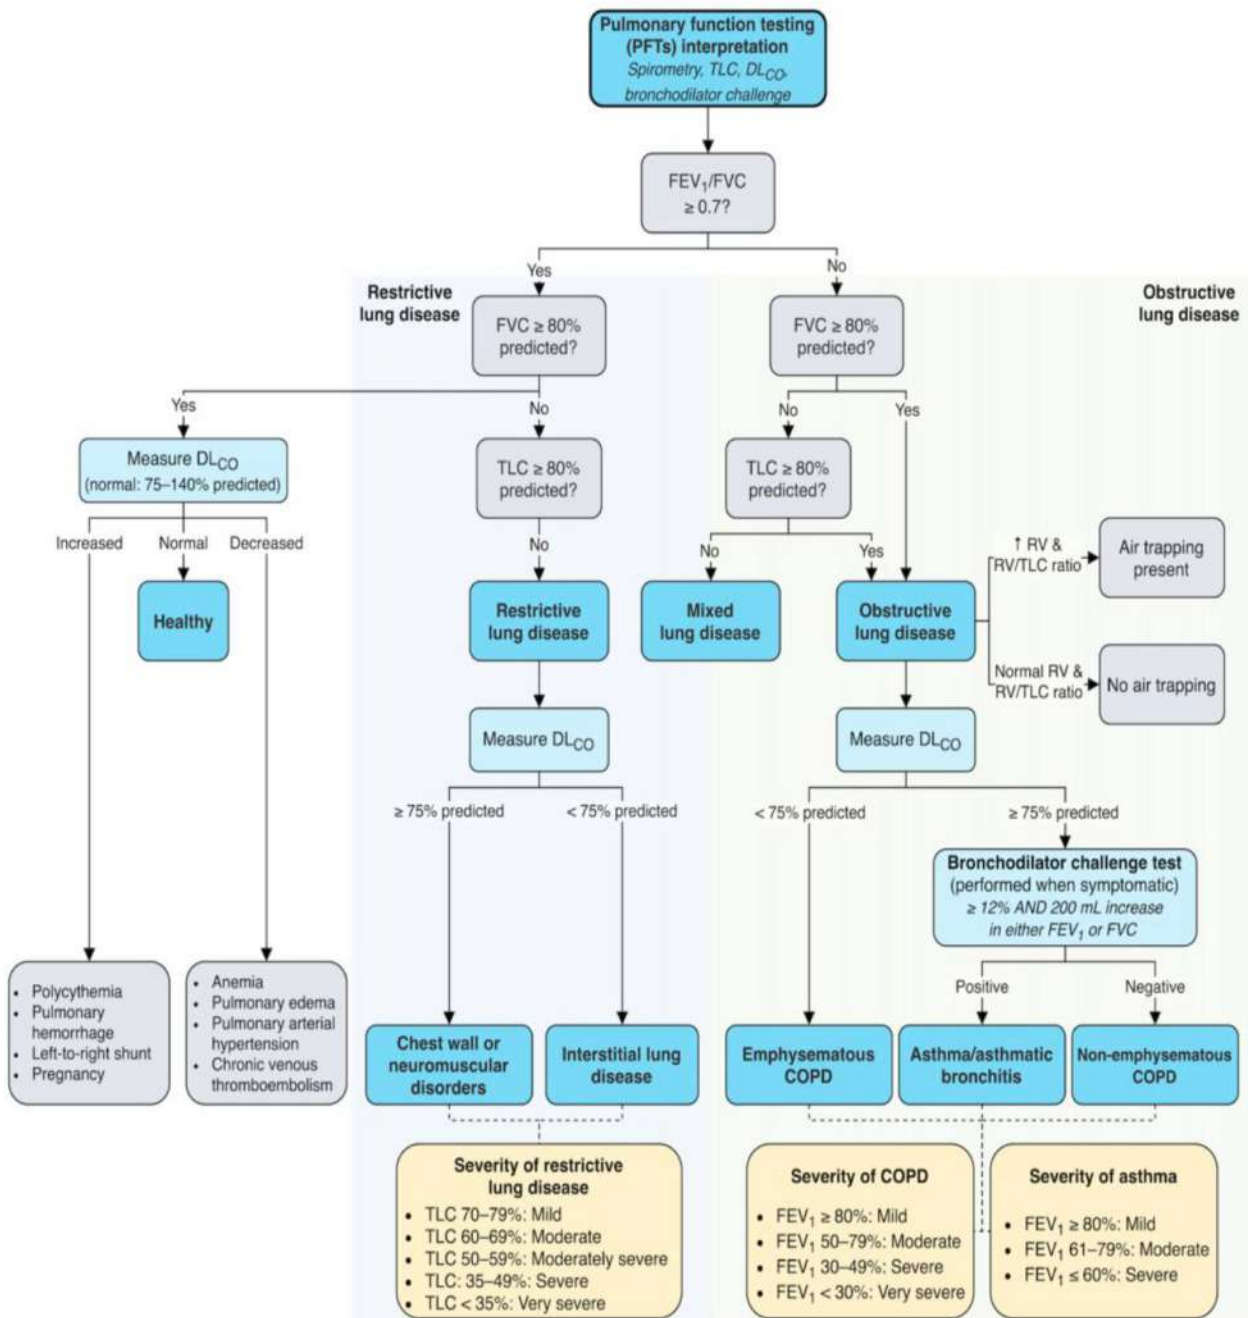 Pulmonary function testing
(PFTs) interpretation
Spirometry, TLC, DLCO,
bronchodilator challenge
FEV1/FVC
≥ 0.7?
Yes
No
Restrictive
lung disease
Obstructive
lung disease
FVC ≥ 80%
predicted?
FVC ≥ 80%
predicted?
Yes
No
No
Yes
Measure DLCO
(normal: 75–140% predicted)
TLC ≥ 80%
predicted?
TLC ≥ 80%
predicted?
Increased
Normal
Decreased
No
No
Yes
↑ RV &
RV/TLC ratio
Air trapping
present
Healthy
Restrictive
lung disease
Mixed
lung disease
Obstructive
lung disease
Normal RV &
RV/TLC ratio
No air trapping
Measure DLCO
Measure DLCO
≥ 75% predicted
< 75% predicted
< 75% predicted
≥ 75% predicted
Bronchodilator challenge test
(performed when symptomatic)
≥ 12% AND 200 mL increase
in either FEV1 or FVC
Positive
Negative
• Polycythemia
• Pulmonary
hemorrhage
• Left-to-right shunt
• Pregnancy
• Anemia
• Pulmonary edema
• Pulmonary arterial
hypertension
• Chronic venous
thromboembolism
Chest wall or
neuromuscular
disorders
Interstitial lung
disease
Emphysematous
COPD
Asthma/asthmatic
bronchitis
Non-emphysematous
COPD
Severity of restrictive
lung disease
• TLC 70–79%: Mild
• TLC 60–69%: Moderate
• TLC 50–59%: Moderately severe
• TLC: 35–49%: Severe
• TLC < 35%: Very severe
Severity of COPD
• FEV1 ≥ 80%: Mild
• FEV1 50–79%: Moderate
• FEV1 30–49%: Severe
• FEV1 < 30%: Very severe
Severity of asthma
• FEV1 ≥ 80%: Mild
• FEV1 61–79%: Moderate
• FEV1 ≤ 60%: Severe